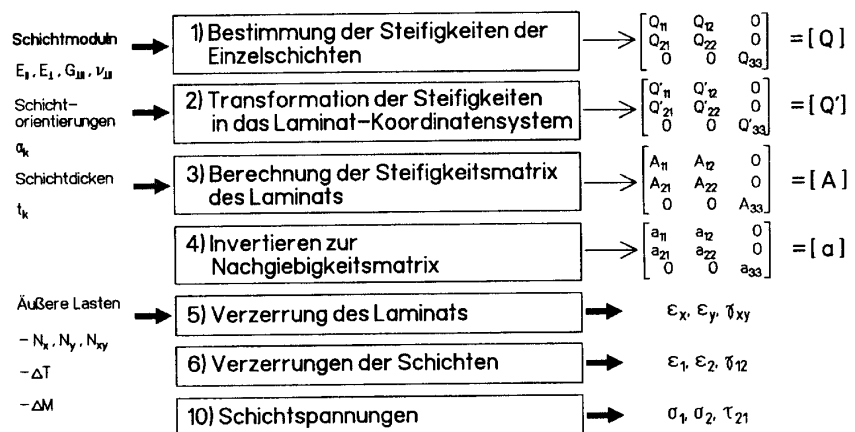 Schichtmoduln
E∥, E⊥, G⊥∥, ν⊥∥
1) Bestimmung der Steifigkeiten der
Einzelschichten
Q11 Q12 0
Q21 Q22 0
0 0 Q33
= [ Q ]
Schicht-
orientierungen
αk
2) Transformation der Steifigkeiten
in das Laminat-Koordinatensystem
Q'11 Q'12 0
Q'21 Q'22 0
0 0 Q'33
= [ Q' ]
Schichtdicken
tk
3) Berechnung der Steifigkeitsmatrix
des Laminats
A11 A12 0
A21 A22 0
0 0 A33
= [ A ]
4) Invertieren zur
Nachgiebigkeitsmatrix
a11 a12 0
a21 a22 0
0 0 a33
= [ a ]
Äußere Lasten
- Nx, Ny, Nxy
- ΔT
- ΔM
5) Verzerrung des Laminats
εx, εy, γxy
6) Verzerrungen der Schichten
ε1, ε2, γ12
10) Schichtspannungen
σ1, σ2, τ21